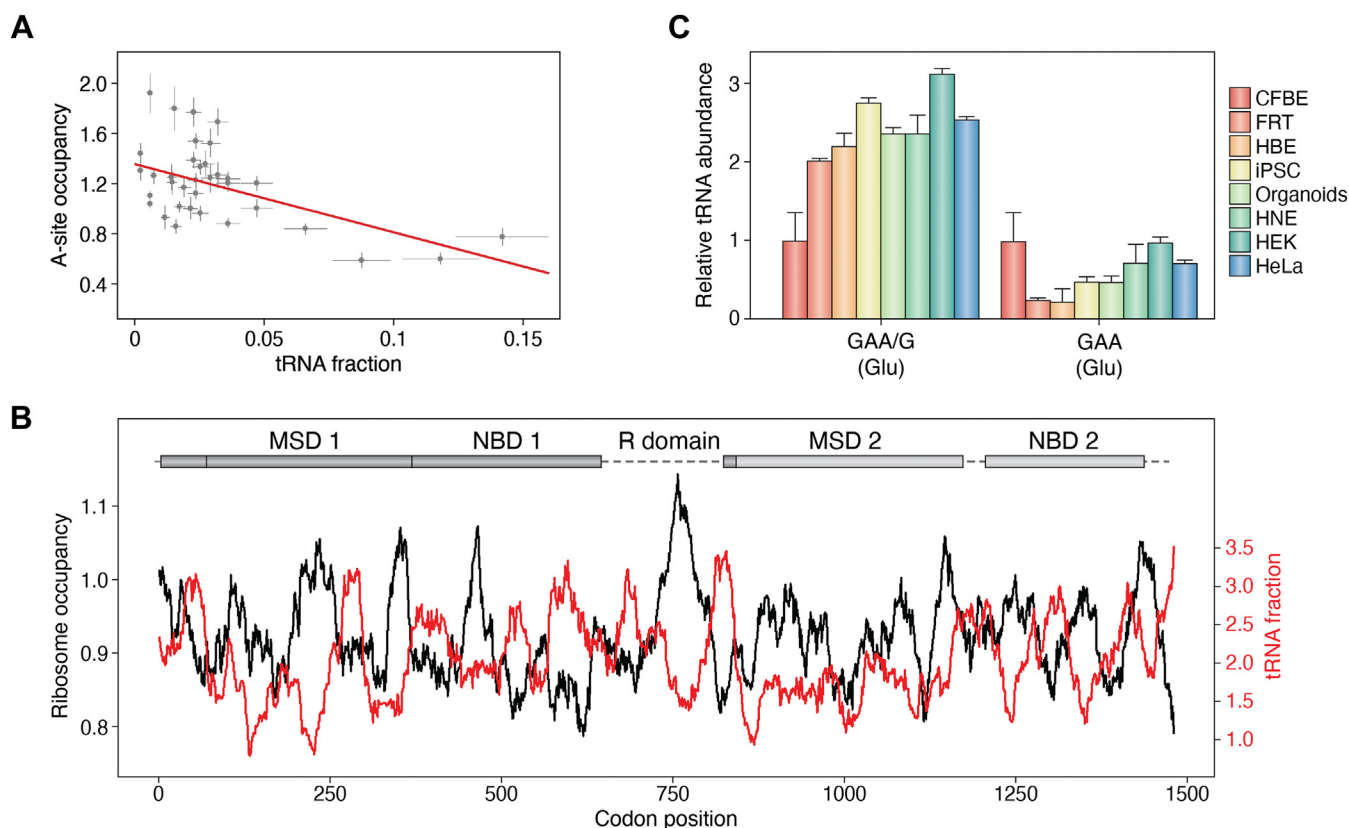 A
A-site occupancy
2.0
1.6
1.2
0.8
0.4
0
0.05
0.1
0.15
tRNA fraction
C
Relative tRNA abundance
3
2
1
0
GAA/G
(Glu)
GAA
(Glu)
CFBE
FRT
HBE
iPSC
Organoids
HNE
HEK
HeLa
B
MSD 1
NBD 1
R domain
MSD 2
NBD 2
Ribosome occupancy
1.1
1.0
0.9
0.8
3.5
3.0
2.5
2.0
1.5
1.0
tRNA fraction
0
250
500
750
1000
1250
1500
Codon position